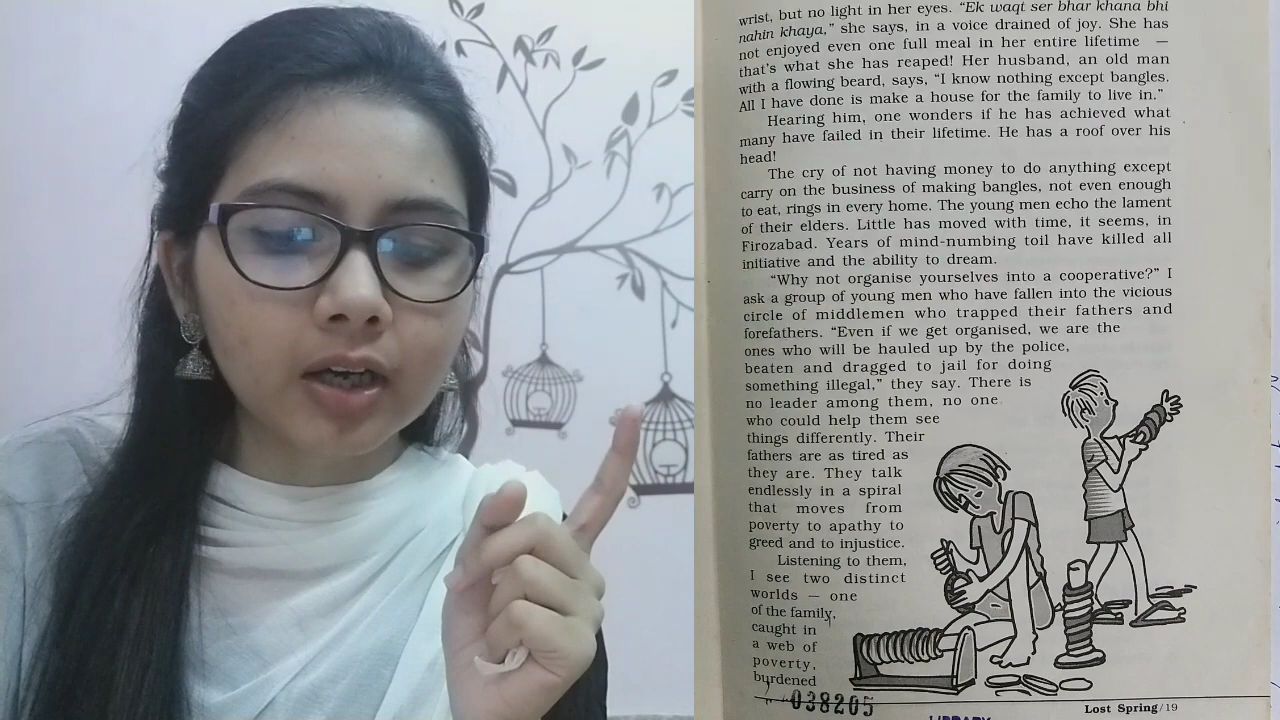 wrist, but no light in her eyes. “Ek waqt ser bhar khana bhi
nahin khaya,” she says, in a voice drained of joy. She has
not enjoyed even one full meal in her entire lifetime —
that’s what she has reaped! Her husband, an old man
with a flowing beard, says, “I know nothing except bangles.
All I have done is make a house for the family to live in.”
Hearing him, one wonders if he has achieved what
many have failed in their lifetime. He has a roof over his
head!
The cry of not having money to do anything except
carry on the business of making bangles, not even enough
to eat, rings in every home. The young men echo the lament
of their elders. Little has moved with time, it seems, in
Firozabad. Years of mind-numbing toil have killed all
initiative and the ability to dream.
“Why not organise yourselves into a cooperative?” I
ask a group of young men who have fallen into the vicious
circle of middlemen who trapped their fathers and
forefathers. “Even if we get organised, we are the
ones who will be hauled up by the police,
beaten and dragged to jail for doing
something illegal,” they say. There is
no leader among them, no one
who could help them see
things differently. Their
fathers are as tired as
they are. They talk
endlessly in a spiral
that moves from
poverty to apathy to
greed and to injustice.
Listening to them,
I see two distinct
worlds — one
of the family,
caught in
a web of
poverty,
burdened
038205
Lost Spring/19
LIBRARY